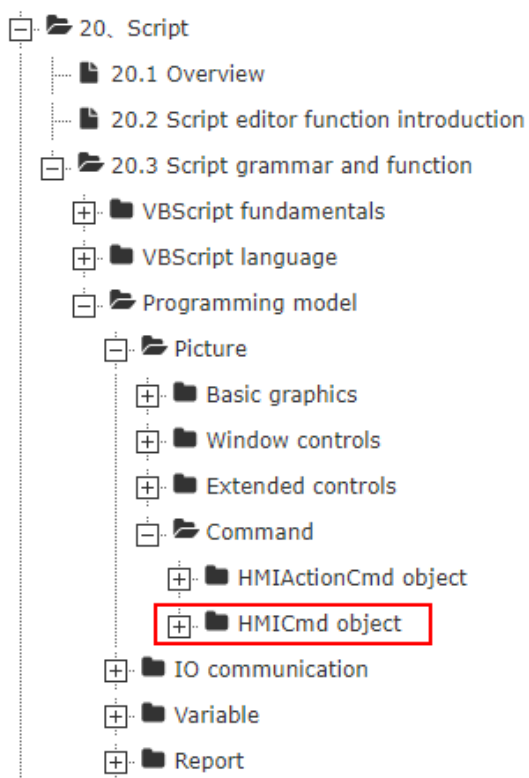 20、Script
20.1 Overview
20.2 Script editor function introduction
20.3 Script grammar and function
VBScript fundamentals
VBScript language
Programming model
Picture
Basic graphics
Window controls
Extended controls
Command
HMIActionCmd object
HMICmd object
IO communication
Variable
Report